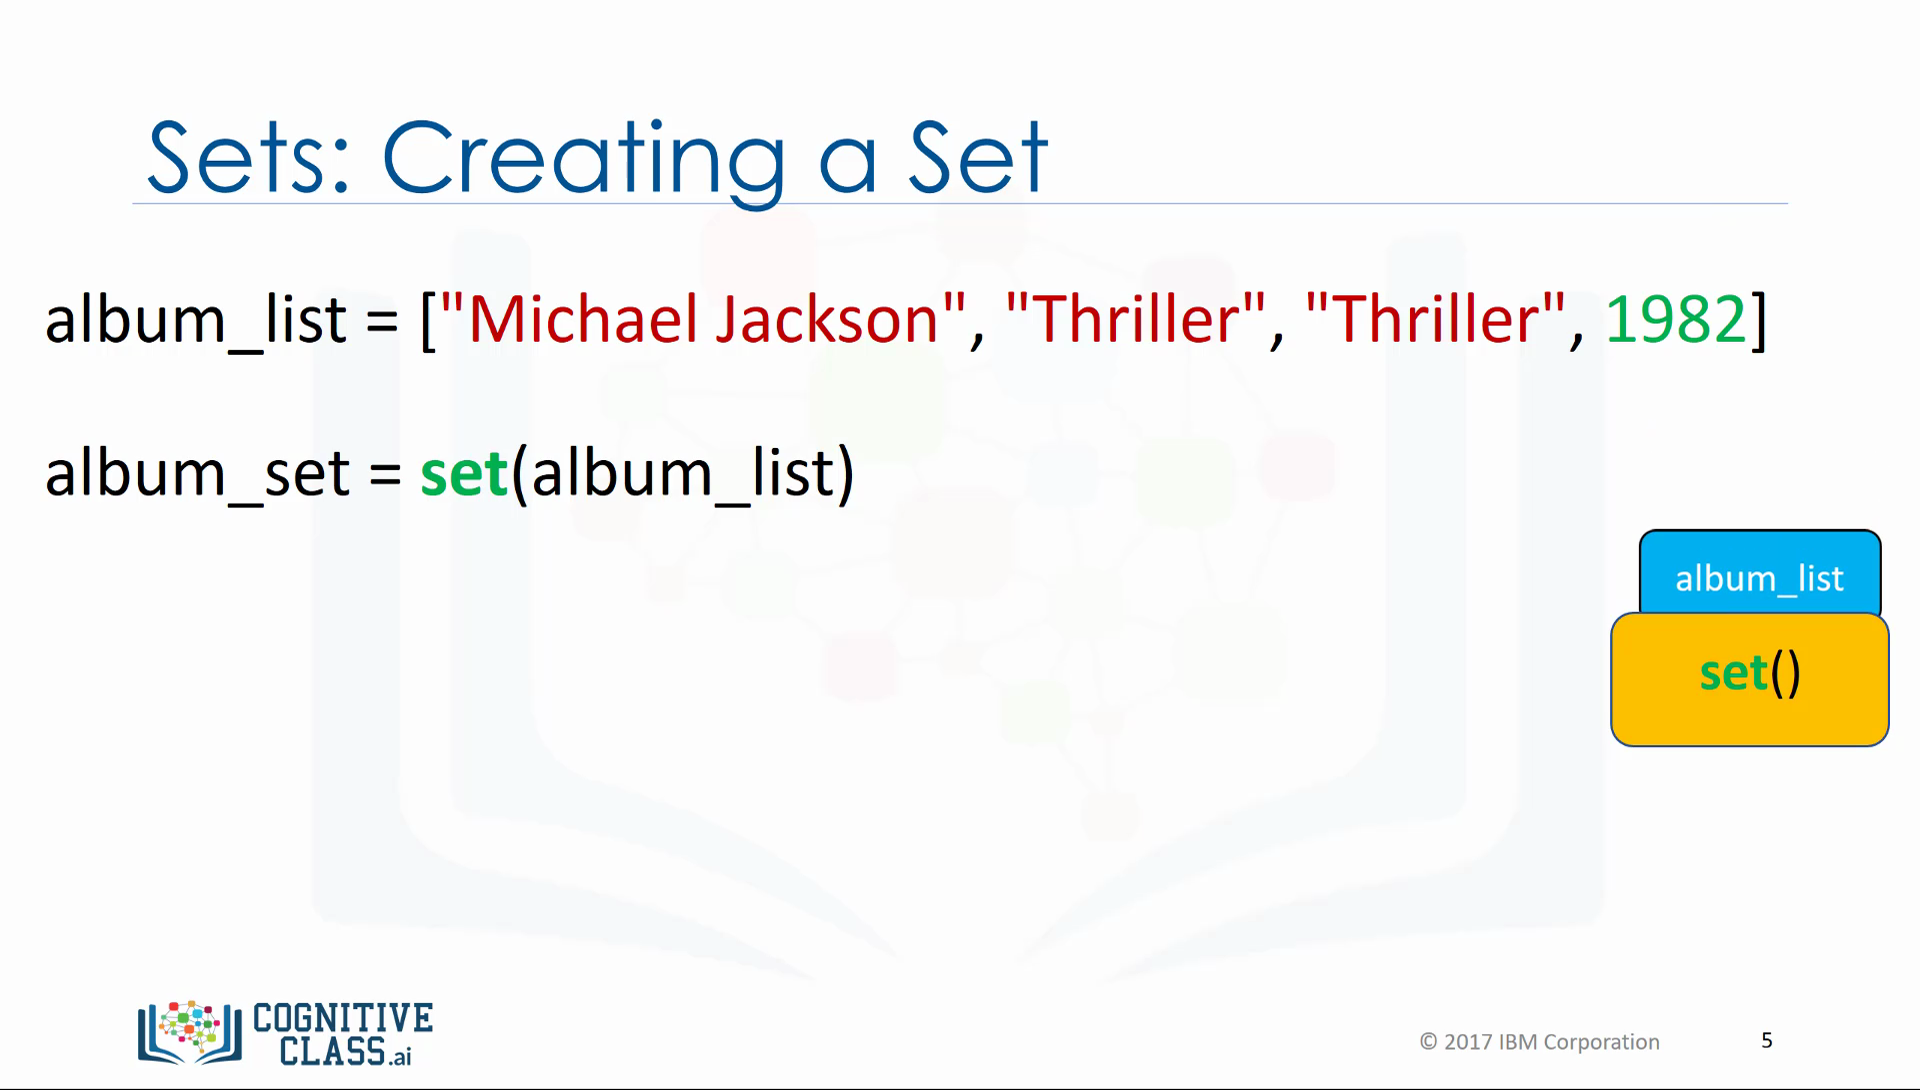 Sets: Creating a Set
album_list = ["Michael Jackson", "Thriller", "Thriller", 1982]
album_set = set(album_list)
album_list
set()
COGNITIVE
CLASS.ai
© 2017 IBM Corporation
5